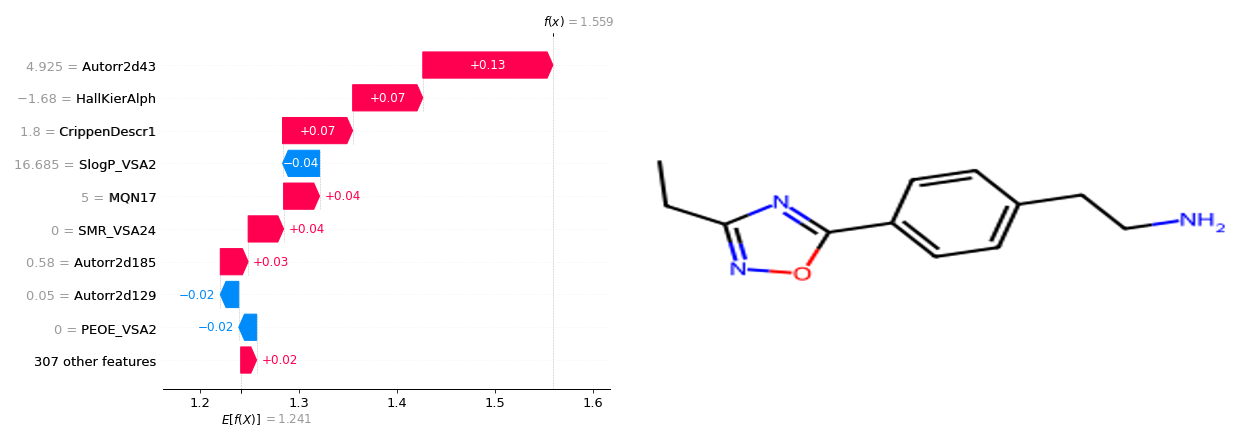 f(x) = 1.559
4.925 = Autorr2d43
+0.13
−1.68 = HallKierAlph
+0.07
1.8 = CrippenDescr1
+0.07
16.685 = SlogP_VSA2
−0.04
5 = MQN17
+0.04
0 = SMR_VSA24
+0.04
0.58 = Autorr2d185
+0.03
0.05 = Autorr2d129
−0.02
0 = PEOE_VSA2
−0.02
307 other features
+0.02
1.2 1.3 1.4 1.5 1.6
E[f(X)] = 1.241
N
N
O
NH2